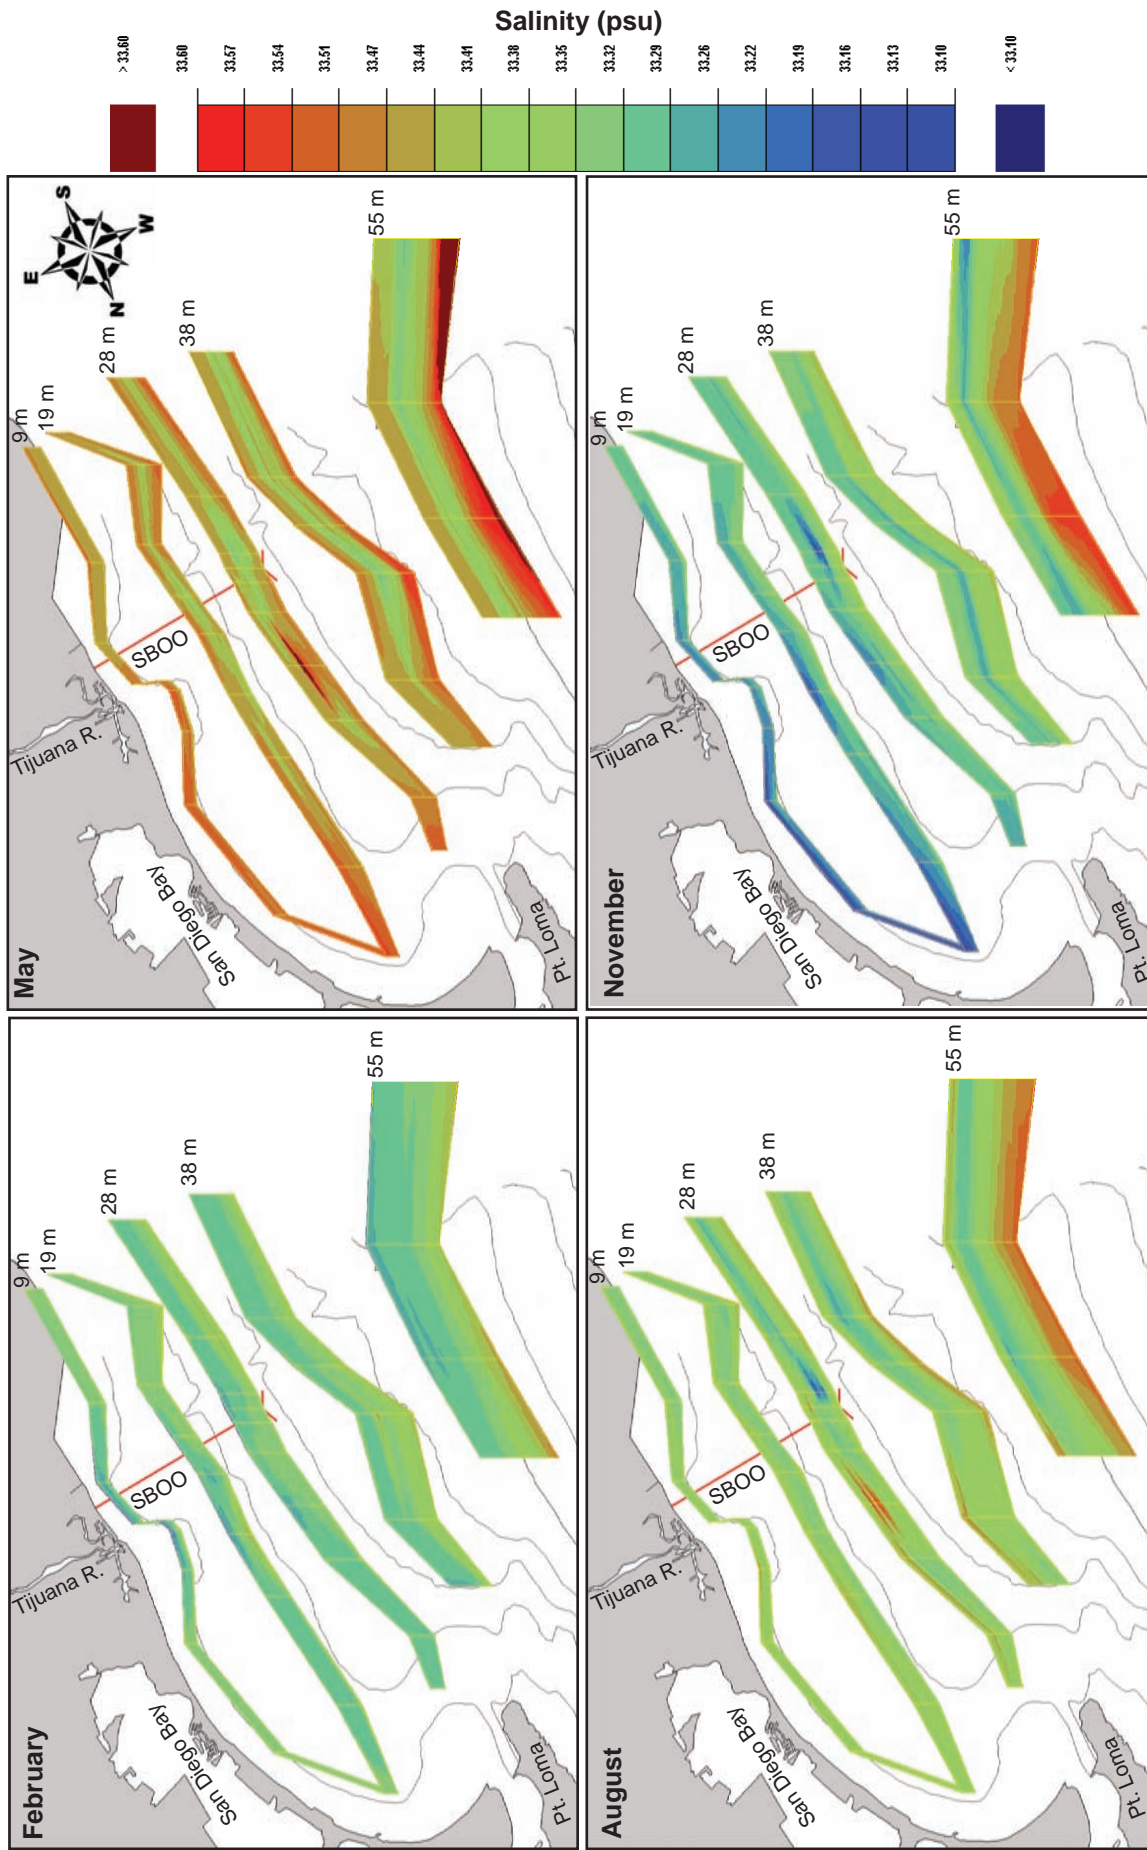 Salinity (psu)
> 33.60
33.60
33.57
33.54
33.51
33.47
33.44
33.41
33.38
33.35
33.32
33.29
33.26
33.22
33.19
33.16
33.13
33.10
< 33.10
May
E
S
N
W
9 m
19 m
28 m
38 m
55 m
SBOO
Tijuana R.
San Diego Bay
Pt. Loma
November
9 m
19 m
28 m
38 m
55 m
SBOO
Tijuana R.
San Diego Bay
Pt. Loma
February
9 m
19 m
28 m
38 m
55 m
SBOO
Tijuana R.
San Diego Bay
Pt. Loma
August
9 m
19 m
28 m
38 m
55 m
SBOO
Tijuana R.
San Diego Bay
Pt. Loma